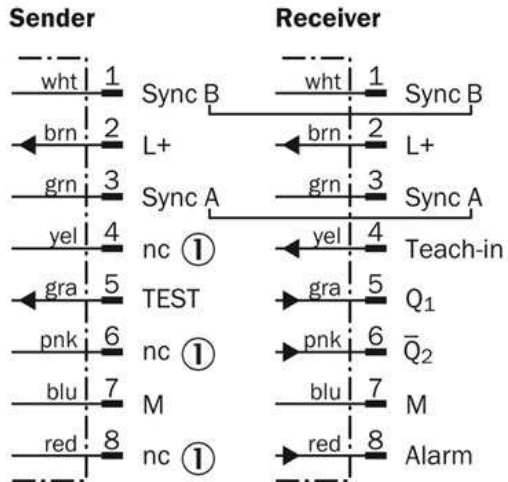 Sender Receiver
wht 1 Sync B wht 1 Sync B
brn 2 L+ brn 2 L+
grn 3 Sync A grn 3 Sync A
yel 4 nc ① yel 4 Teach-in
gra 5 TEST gra 5 Q₁
pnk 6 nc ① pnk 6 Q̅₂
blu 7 M blu 7 M
red 8 nc ① red 8 Alarm